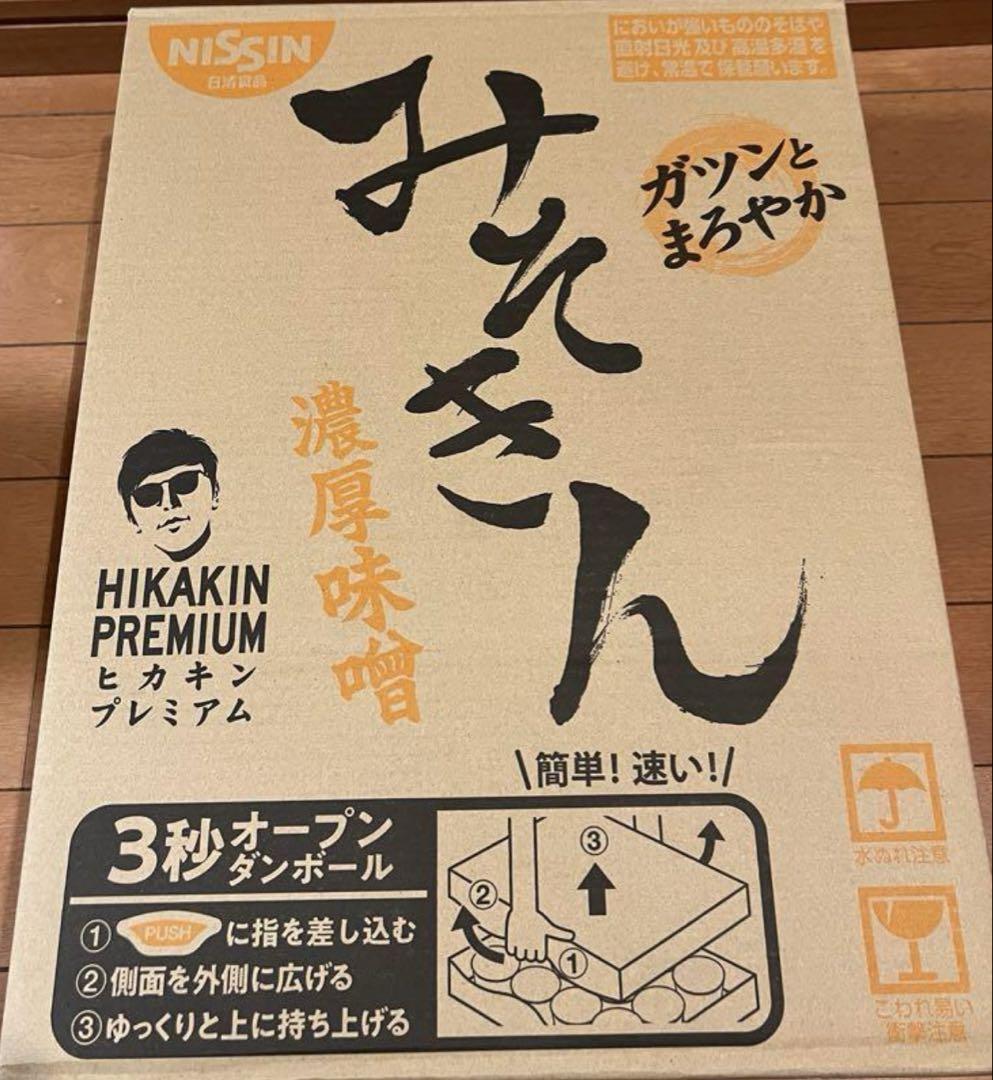 NISSIN
日清食品
においが強いもののそばや
直射日光及び高温多湿を
避け、常温で保管願います。
みそきん
ガツンと
まろやか
濃厚味噌
HIKAKIN
PREMIUM
ヒカキン
プレミアム
\簡単!速い!/
3秒オープンダンボール
① PUSH に指を差し込む
②側面を外側に広げる
③ゆっくりと上に持ち上げる
③
②
①
水ぬれ注意
こわれ易い
衝撃注意